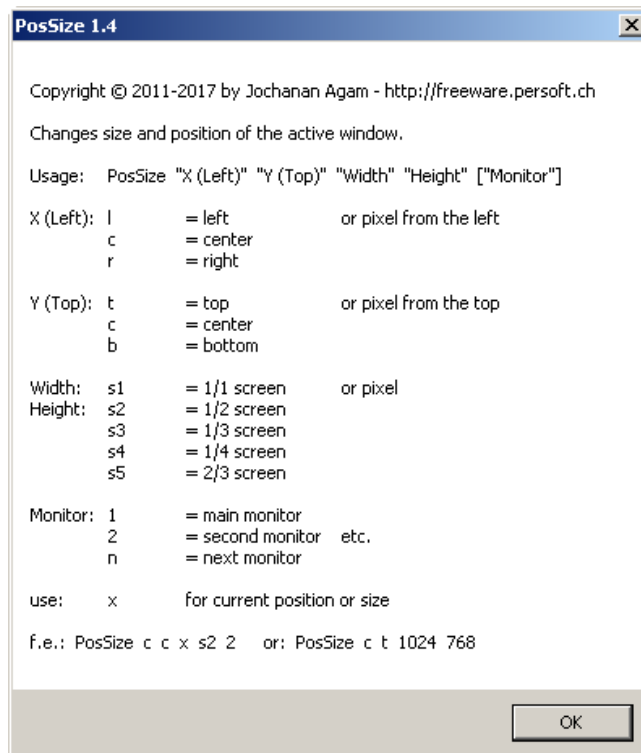 PosSize 1.4
Copyright © 2011-2017 by Jochanan Agam - http://freeware.persoft.ch
Changes size and position of the active window.
Usage: PosSize "X (Left)" "Y (Top)" "Width" "Height" ["Monitor"]
X (Left): l = left or pixel from the left
c = center
r = right
Y (Top): t = top or pixel from the top
c = center
b = bottom
Width: s1 = 1/1 screen or pixel
Height: s2 = 1/2 screen
s3 = 1/3 screen
s4 = 1/4 screen
s5 = 2/3 screen
Monitor: 1 = main monitor
2 = second monitor etc.
n = next monitor
use: x for current position or size
f.e.: PosSize c c x s2 2 or: PosSize c t 1024 768
OK